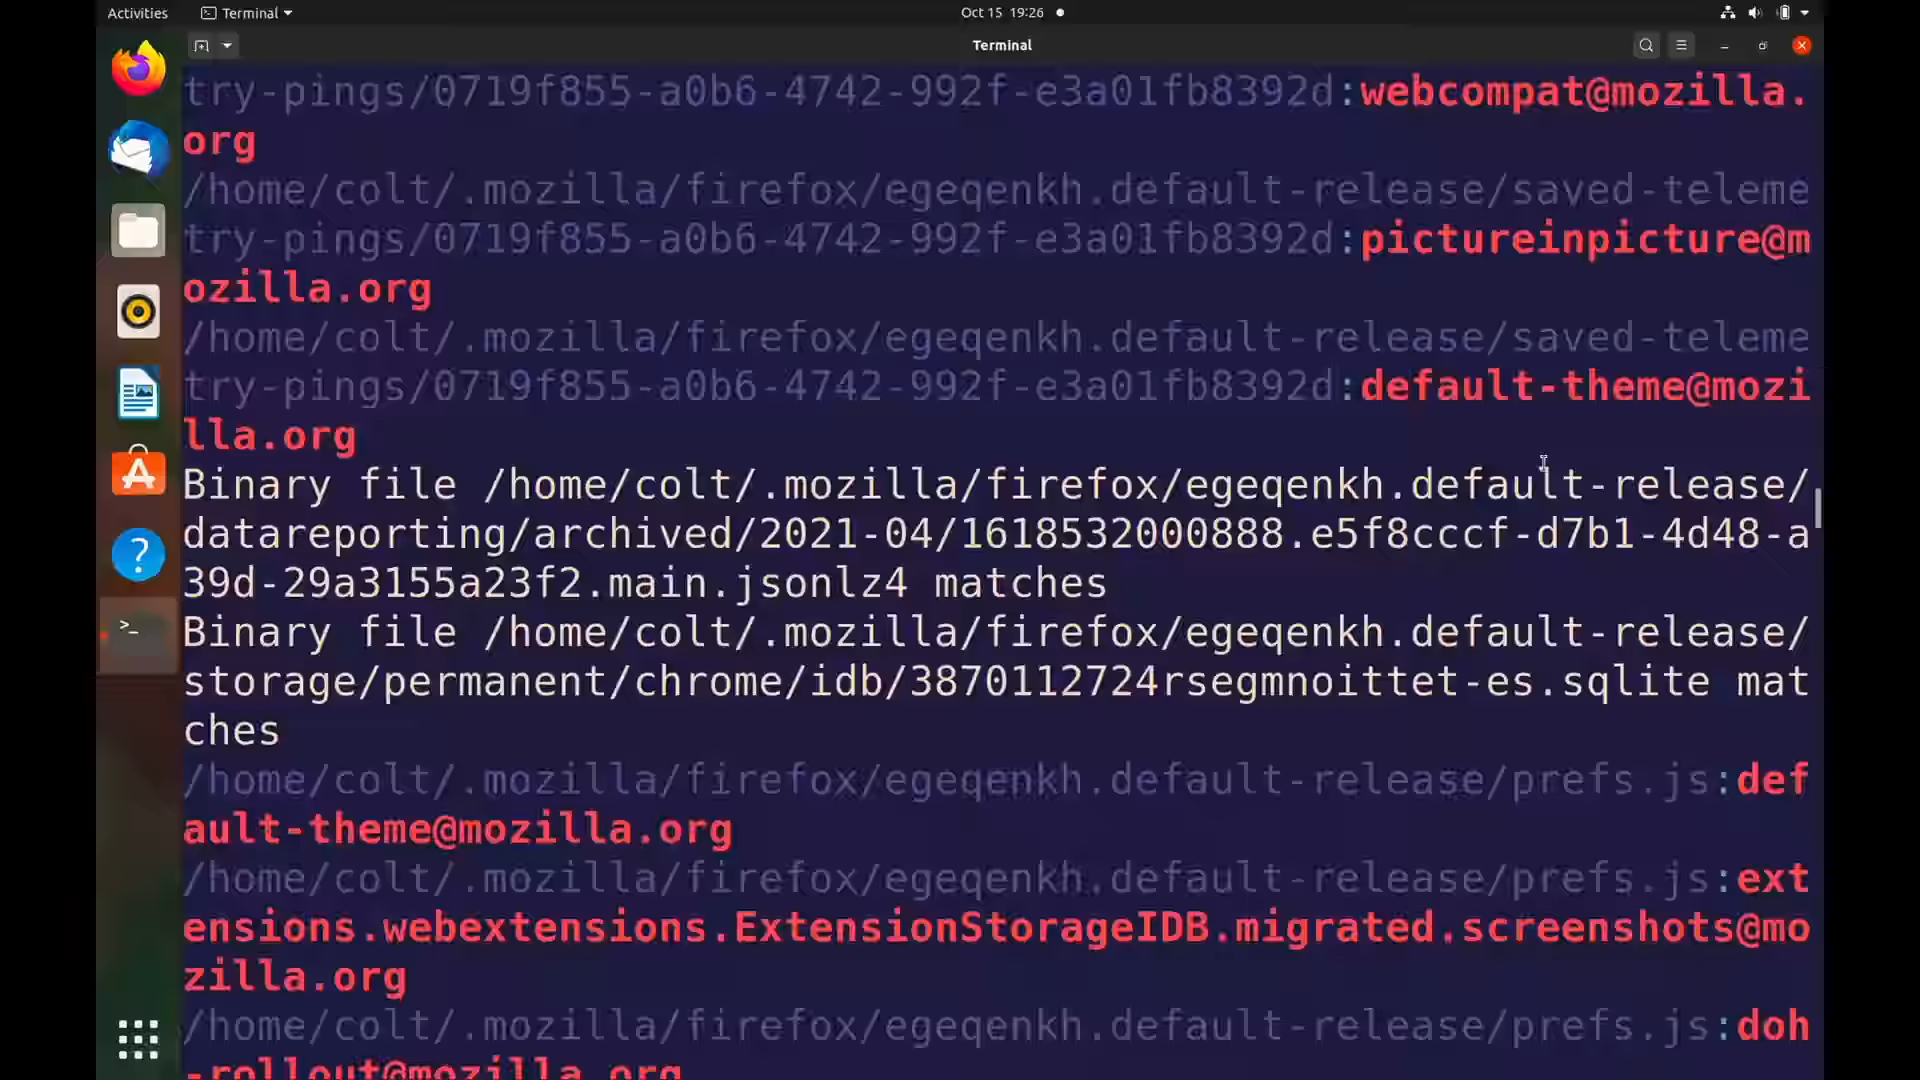 Activities
Terminal
Oct 15 19:26
Terminal
try-pings/0719f855-a0b6-4742-992f-e3a01fb8392d:webcompat@mozilla.
org
/home/colt/.mozilla/firefox/egeqenkh.default-release/saved-teleme
try-pings/0719f855-a0b6-4742-992f-e3a01fb8392d:pictureinpicture@m
ozilla.org
/home/colt/.mozilla/firefox/egeqenkh.default-release/saved-teleme
try-pings/0719f855-a0b6-4742-992f-e3a01fb8392d:default-theme@mozi
lla.org
Binary file /home/colt/.mozilla/firefox/egeqenkh.default-release/
datareporting/archived/2021-04/1618532000888.e5f8cccf-d7b1-4d48-a
39d-29a3155a23f2.main.jsonlz4 matches
Binary file /home/colt/.mozilla/firefox/egeqenkh.default-release/
storage/permanent/chrome/idb/3870112724rsegmnoittet-es.sqlite mat
ches
/home/colt/.mozilla/firefox/egeqenkh.default-release/prefs.js:def
ault-theme@mozilla.org
/home/colt/.mozilla/firefox/egeqenkh.default-release/prefs.js:ext
ensions.webextensions.ExtensionStorageIDB.migrated.screenshots@mo
zilla.org
/home/colt/.mozilla/firefox/egeqenkh.default-release/prefs.js:doh
-rollout@mozilla.org